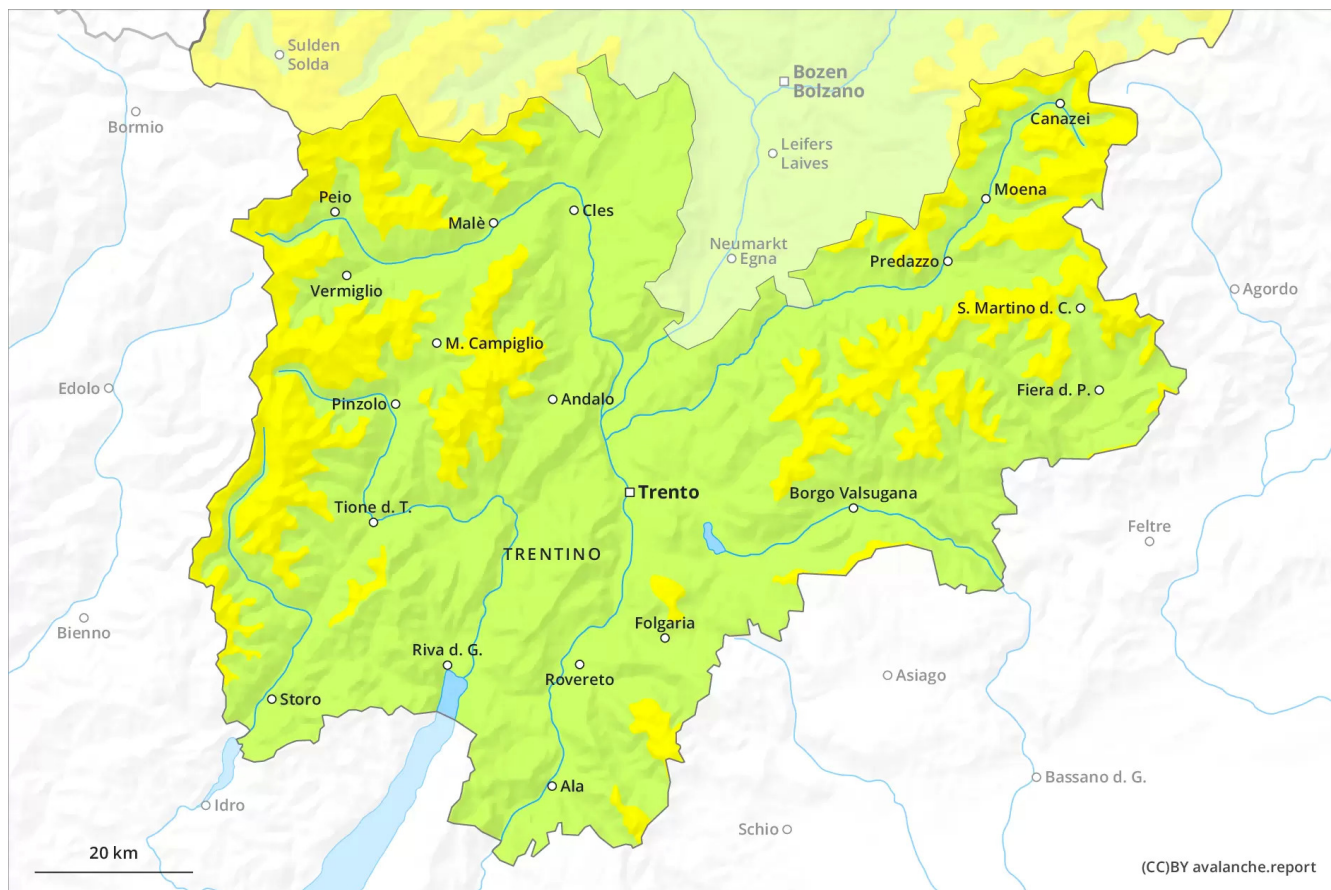 Sulden
Solda
Bozen
Bolzano
Bormio
Canazei
Leifers
Laives
Peio
Moena
Malè
Cles
Neumarkt
Egna
Predazzo
Vermiglio
Agordo
S. Martino d. C.
M. Campiglio
Edolo
Fiera d. P.
Andalo
Pinzolo
Trento
Borgo Valsugana
Tione d. T.
Feltre
TRENTINO
Bienno
Folgaria
Riva d. G.
Asiago
Rovereto
Storo
Bassano d. G.
Ala
Idro
Schio
20 km
(CC)BY avalanche.report